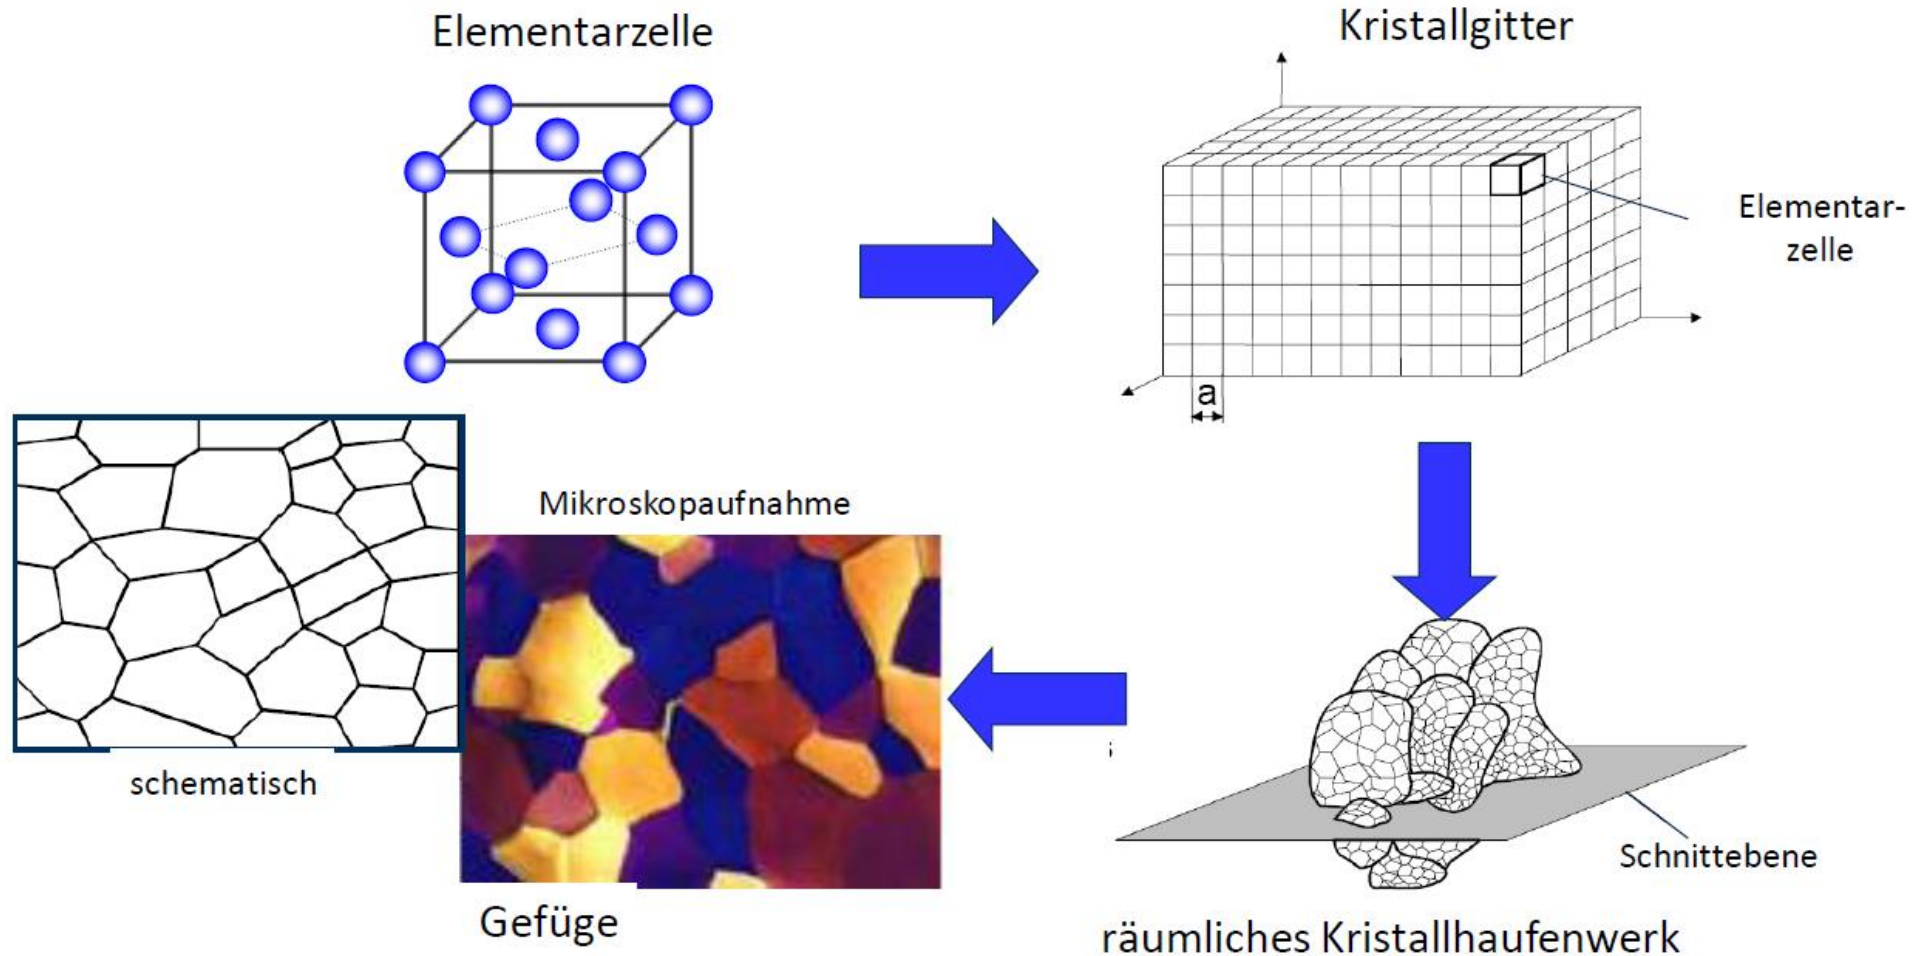 Elementarzelle
Kristallgitter
Elementar-
zelle
a
Mikroskopaufnahme
schematisch
Schnittebene
Gefüge
räumliches Kristallhaufenwerk